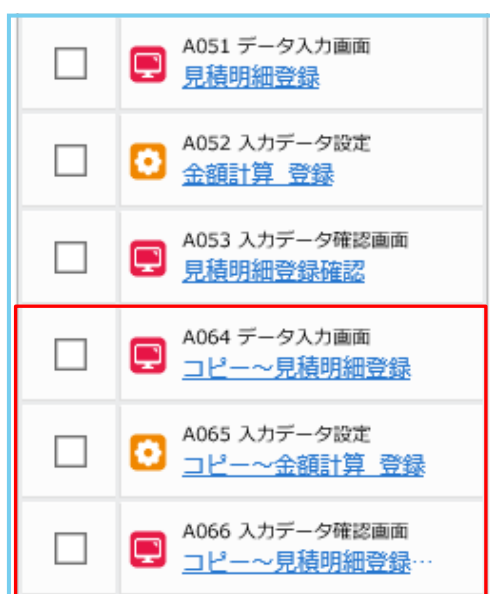 A051 データ入力画面
見積明細登録
A052 入力データ設定
金額計算_登録
A053 入力データ確認画面
見積明細登録確認
A064 データ入力画面
コピー～見積明細登録
A065 入力データ設定
コピー～金額計算_登録
A066 入力データ確認画面
コピー～見積明細登録…